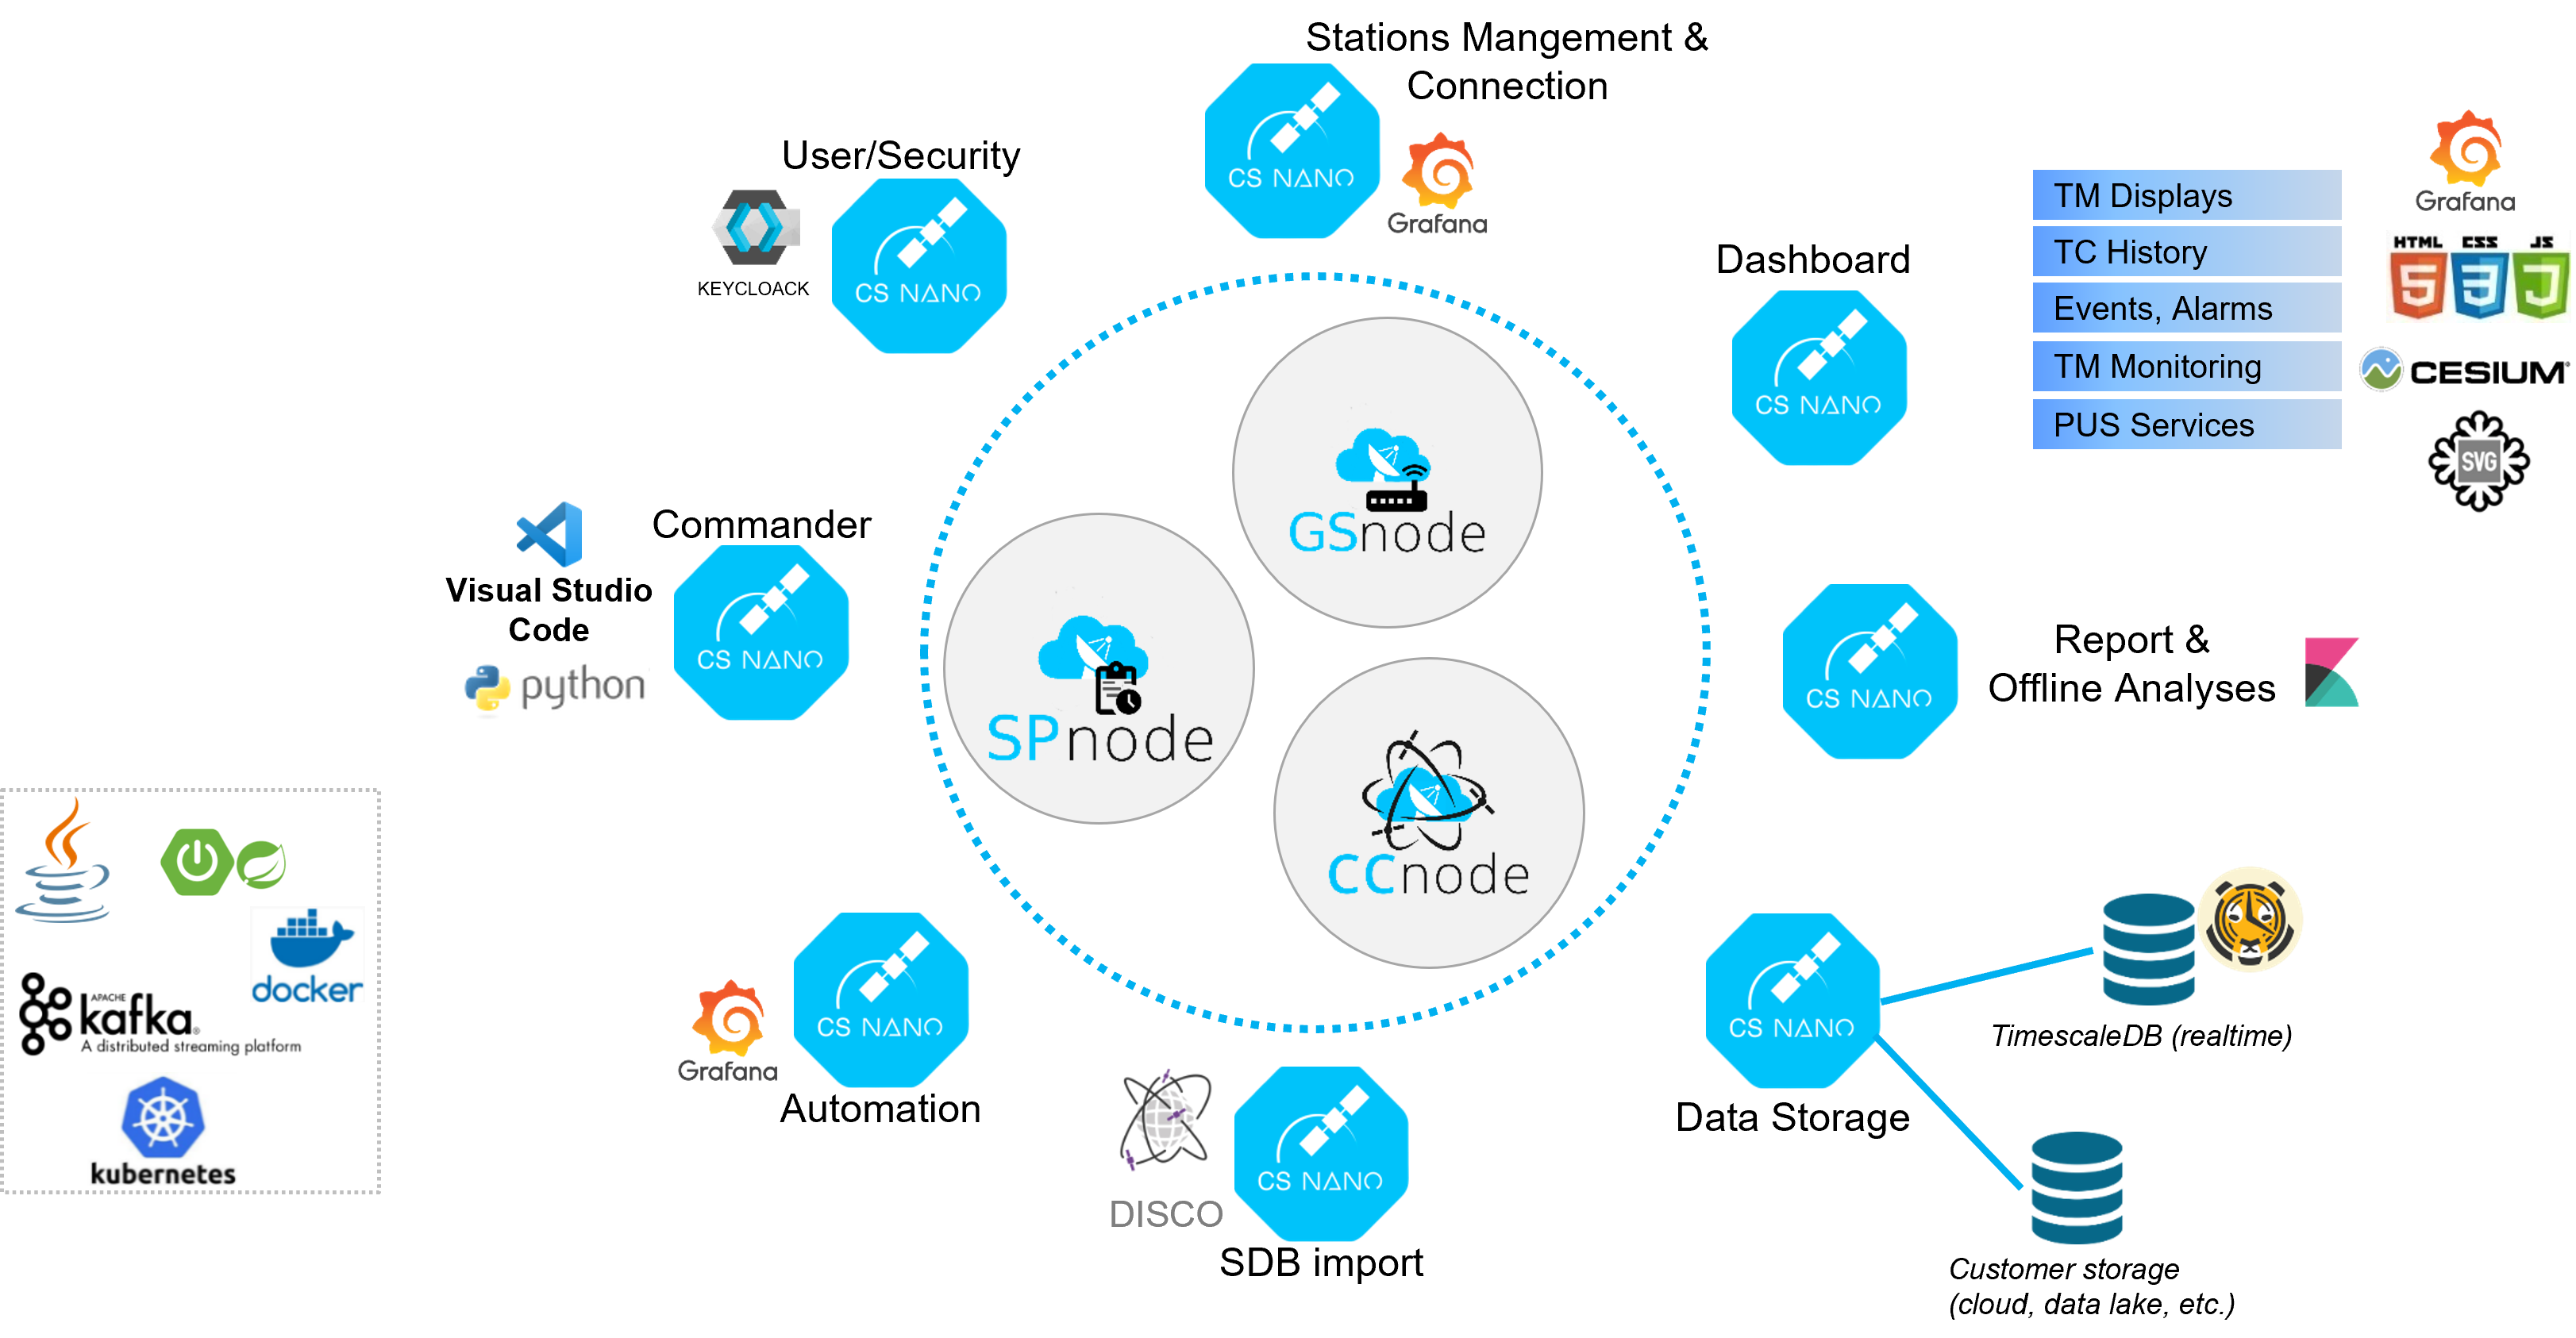 Stations Mangement &
Connection
CS NANO
Grafana
User/Security
KEYCLOACK
CS NANO
Dashboard
CS NANO
TM Displays
TC History
Events, Alarms
TM Monitoring
PUS Services
Grafana
HTML CSS JS
5 3 J
CESIUM
SVG
GSnode
Commander
Visual Studio
Code
python
CS NANO
SPnode
CCnode
CS NANO
Report &
Offline Analyses
docker
APACHE
kafka®
A distributed streaming platform
kubernetes
Grafana
CS NANO
Automation
DISCO
CS NANO
SDB import
CS NANO
Data Storage
TimescaleDB (realtime)
Customer storage
(cloud, data lake, etc.)